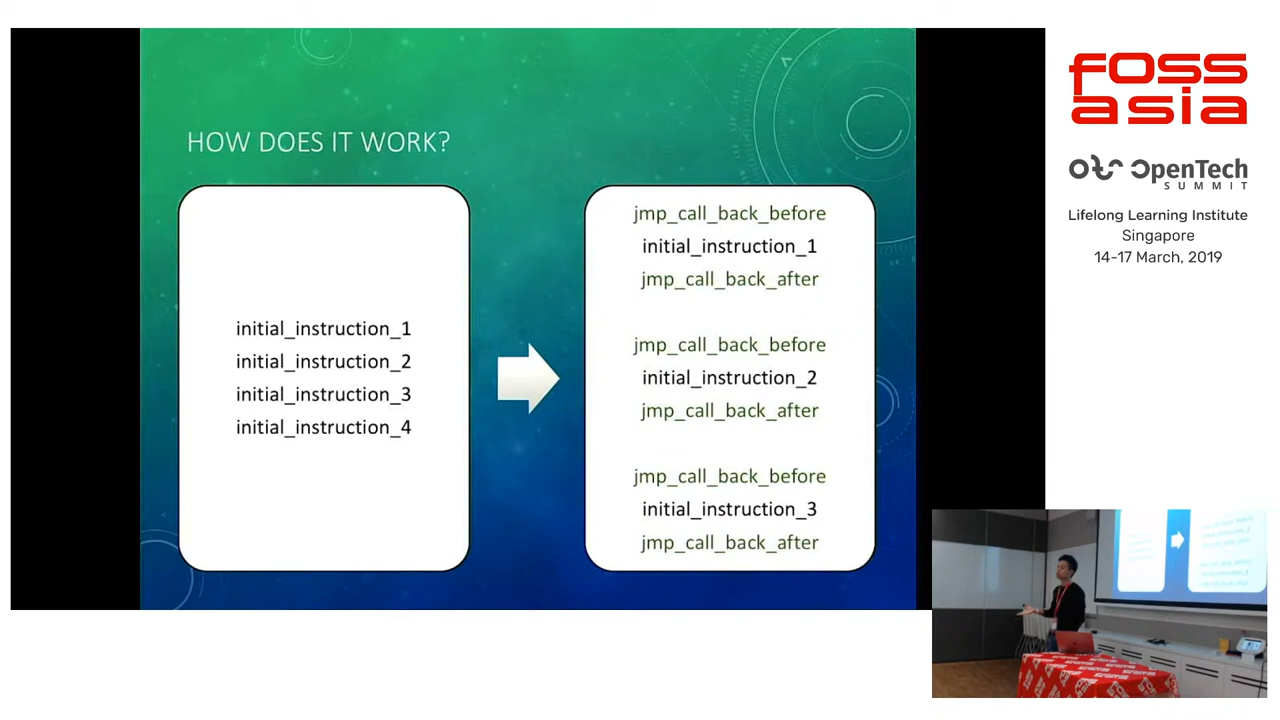 HOW DOES IT WORK?
initial_instruction_1
initial_instruction_2
initial_instruction_3
initial_instruction_4
jmp_call_back_before
initial_instruction_1
jmp_call_back_after
jmp_call_back_before
initial_instruction_2
jmp_call_back_after
jmp_call_back_before
initial_instruction_3
jmp_call_back_after
foss
asia
ots OpenTech
SUMMIT
Lifelong Learning Institute
Singapore
14-17 March, 2019